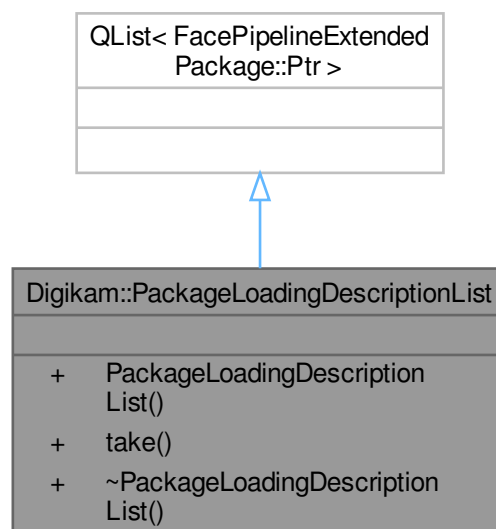 QList< FacePipelineExtended
Package::Ptr >
Digikam::PackageLoadingDescriptionList
+ PackageLoadingDescription
List()
+ take()
+ ~PackageLoadingDescription
List()